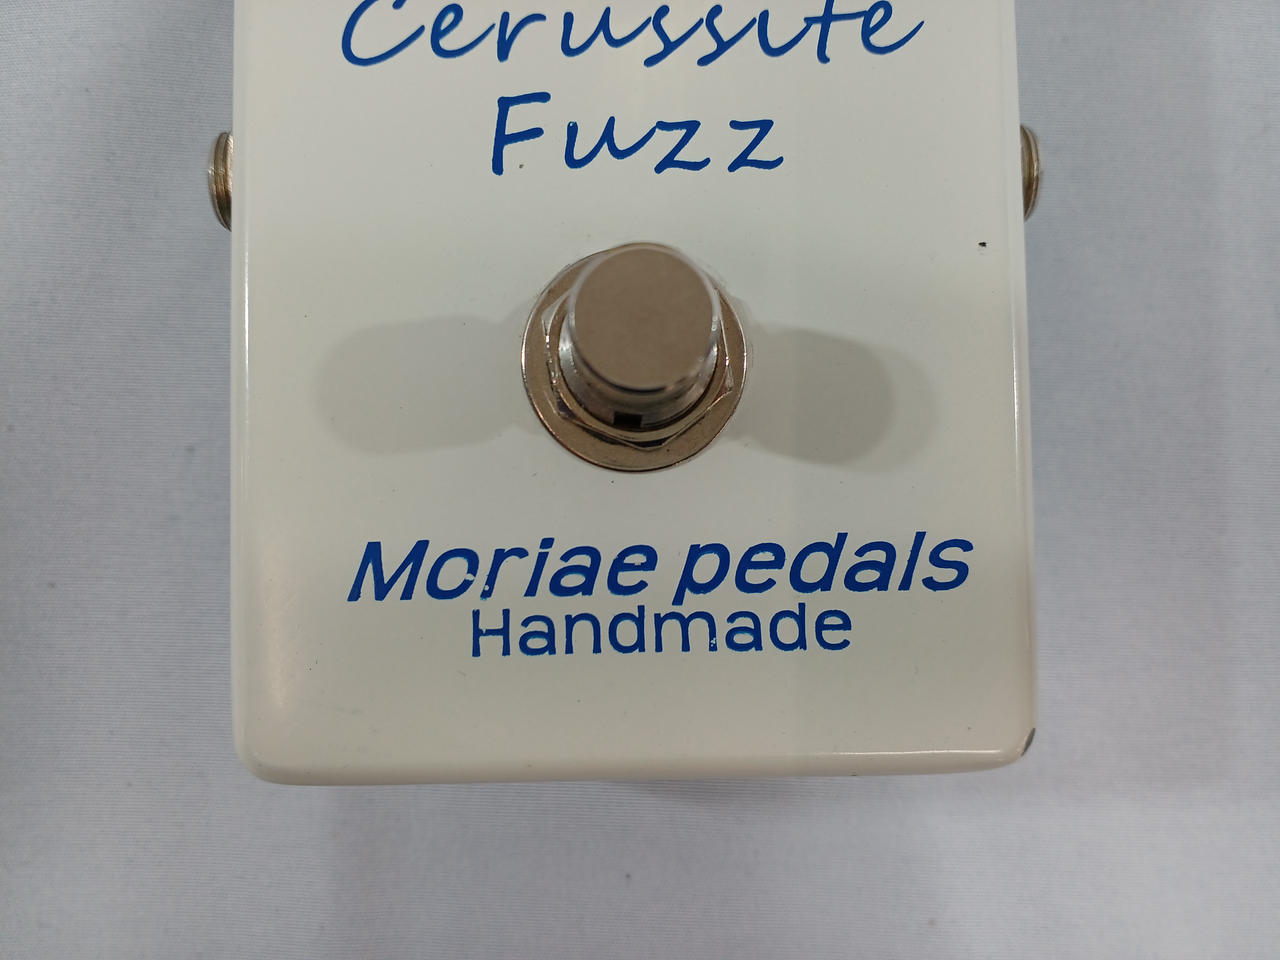 Cerussite
Fuzz
Moriae pedals
Handmade